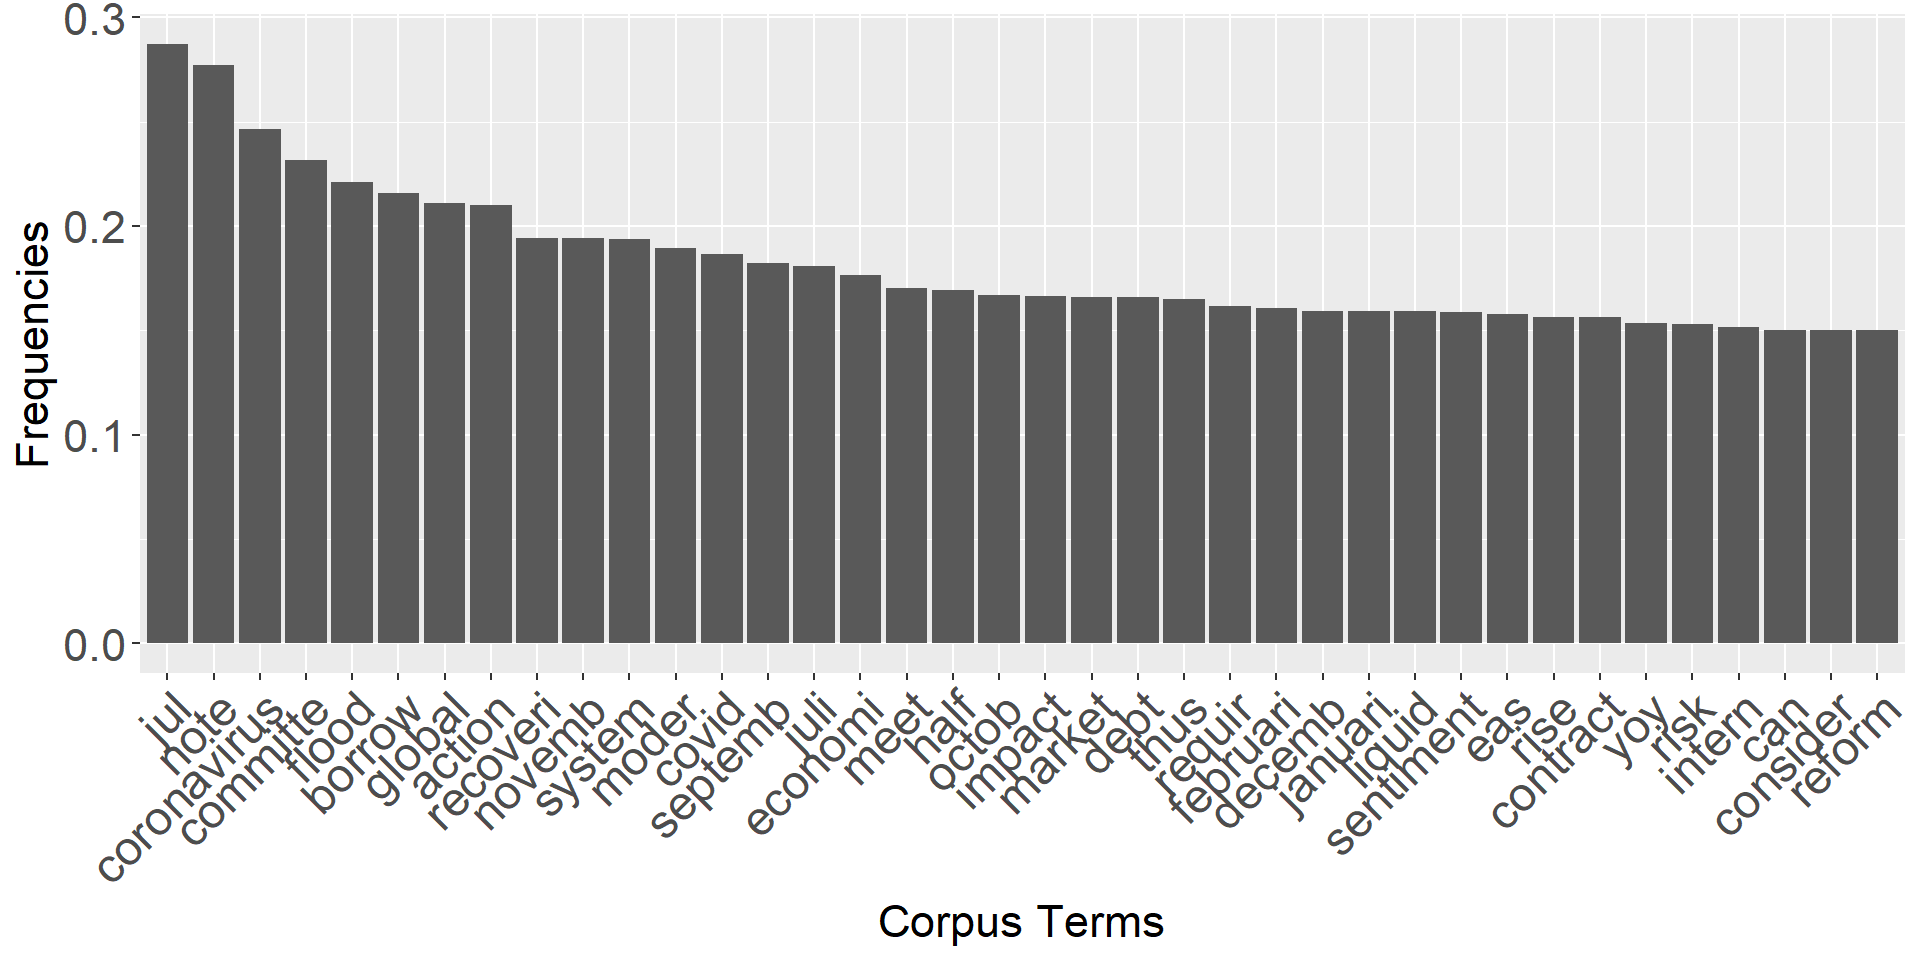 Frequencies
0.3
0.2
0.1
0.0
jul
note
coronavirus
committe
flood
borrow
global
action
recoveri
novemb
system
moder
covid
septemb
juli
economi
meet
half
octob
impact
market
debt
thus
requir
februari
decemb
januari
liquid
sentiment
eas
rise
contract
yoy
risk
intern
can
consider
reform
Corpus Terms